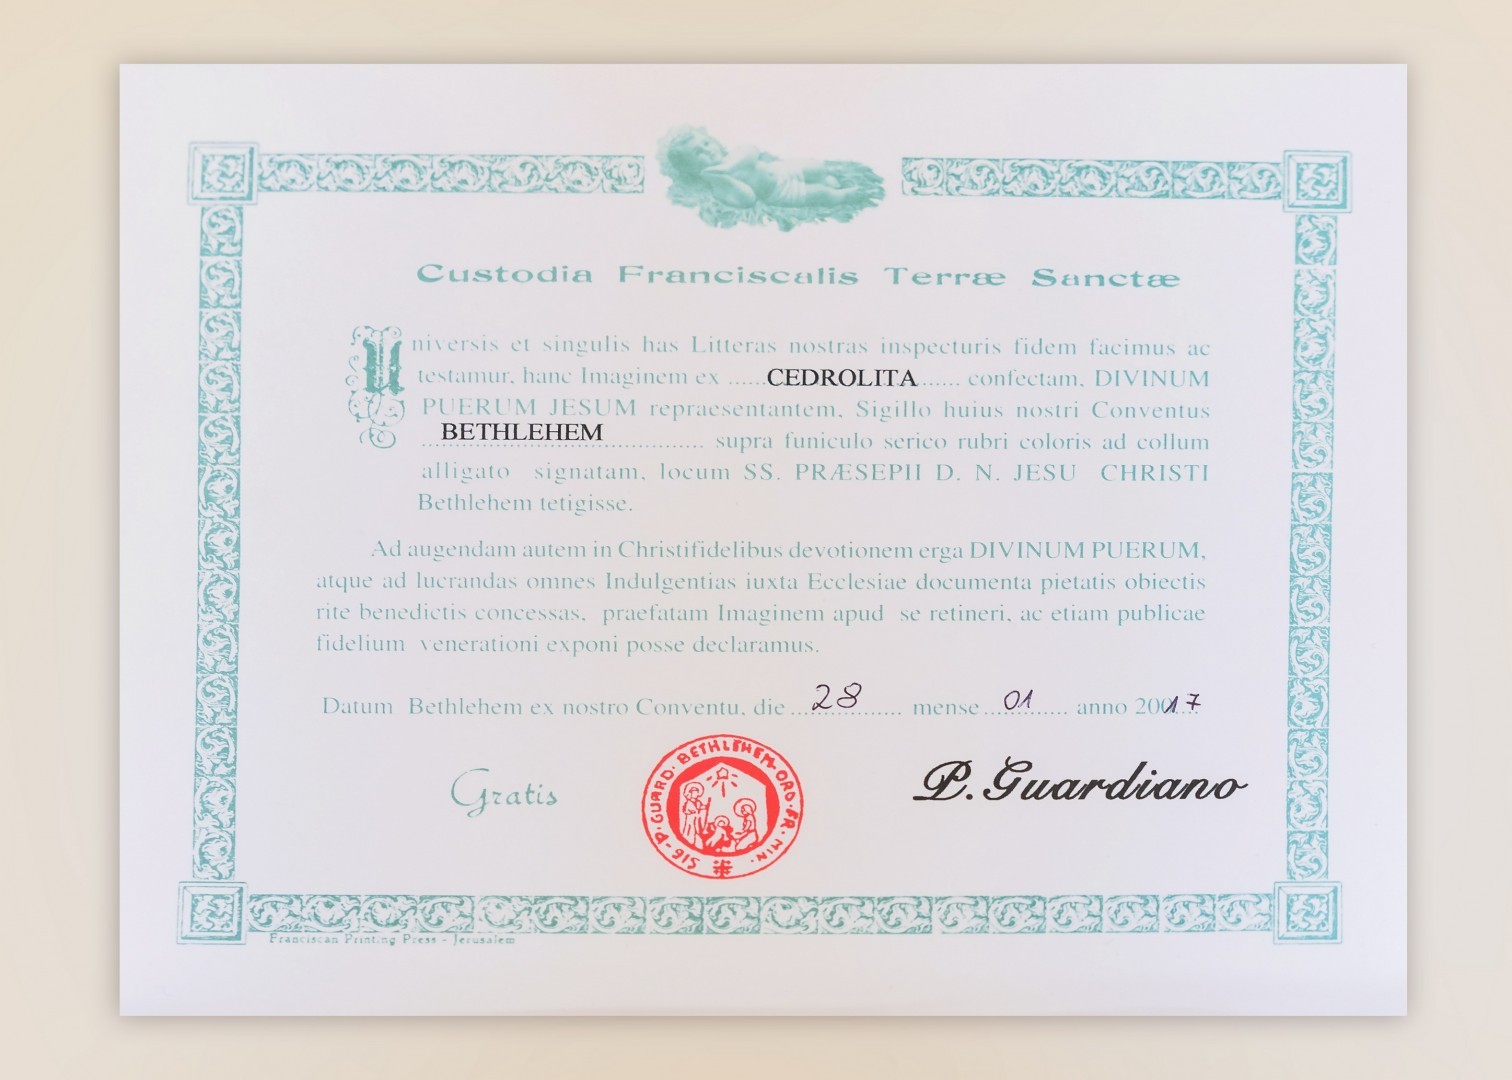 Custodia Franciscalis Terræ Sanctæ
Universis et singulis has Litteras nostras inspecturis fidem facimus ac
testamur, hanc Imaginem ex ......CEDROLITA...... confectam, DIVINUM
PUERUM JESUM repraesentantem, Sigillo huius nostri Conventus
BETHLEHEM................ supra funiculo serico rubri coloris ad collum
alligato signatam, locum SS. PRÆSEPII D. N. JESU CHRISTI
Bethlehem tetigisse.
Ad augendam autem in Christifidelibus devotionem erga DIVINUM PUERUM,
atque ad lucrandas omnes Indulgentias iuxta Ecclesiae documenta pietatis obiectis
rite benedictis concessas, praefatam Imaginem apud se retineri, ac etiam publicae
fidelium venerationi exponi posse declaramus.
Datum Bethlehem ex nostro Conventu, die 28 mense 01 anno 2017
Gratis
SIG-P.GUARD.BETHLEHEM-ORD.FR.MIN.
P. Guardiano
Franciscan Printing Press - Jerusalem